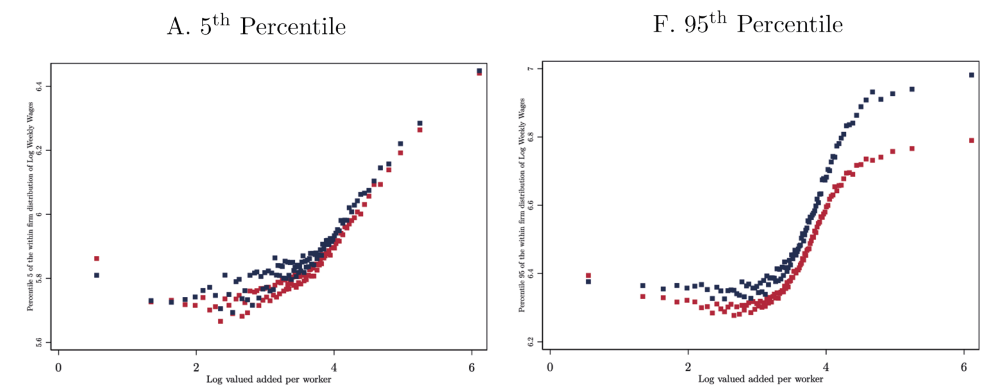 A. 5th Percentile
Percentile 5 of the within firm distribution of Log Weekly Wages
6.4
6.2
6
5.8
5.6
0 2 4 6
Log valued added per worker
F. 95th Percentile
Percentile 95 of the within firm distribution of Log Weekly Wages
7
6.8
6.6
6.4
6.2
0 2 4 6
Log valued added per worker